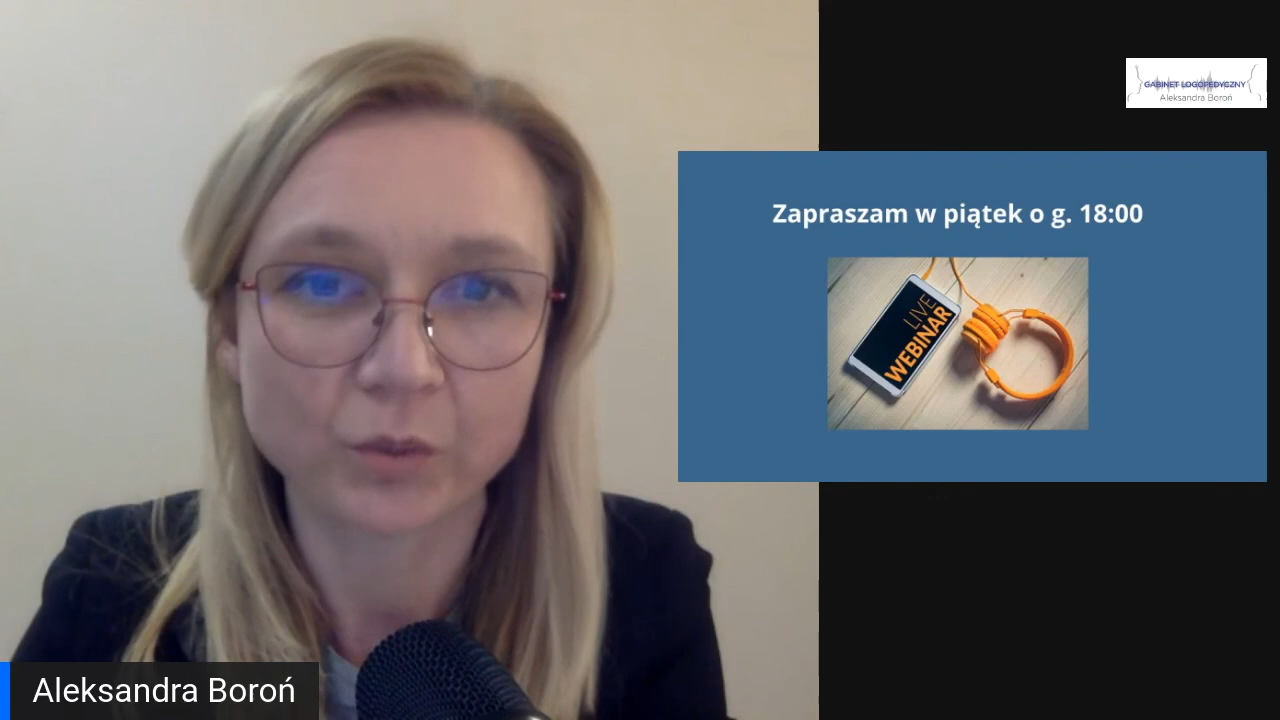 GABINET LOGOPEDYCZNY
Aleksandra Boroń
Zapraszam w piątek o g. 18:00
LIVE
WEBINAR
Aleksandra Boroń